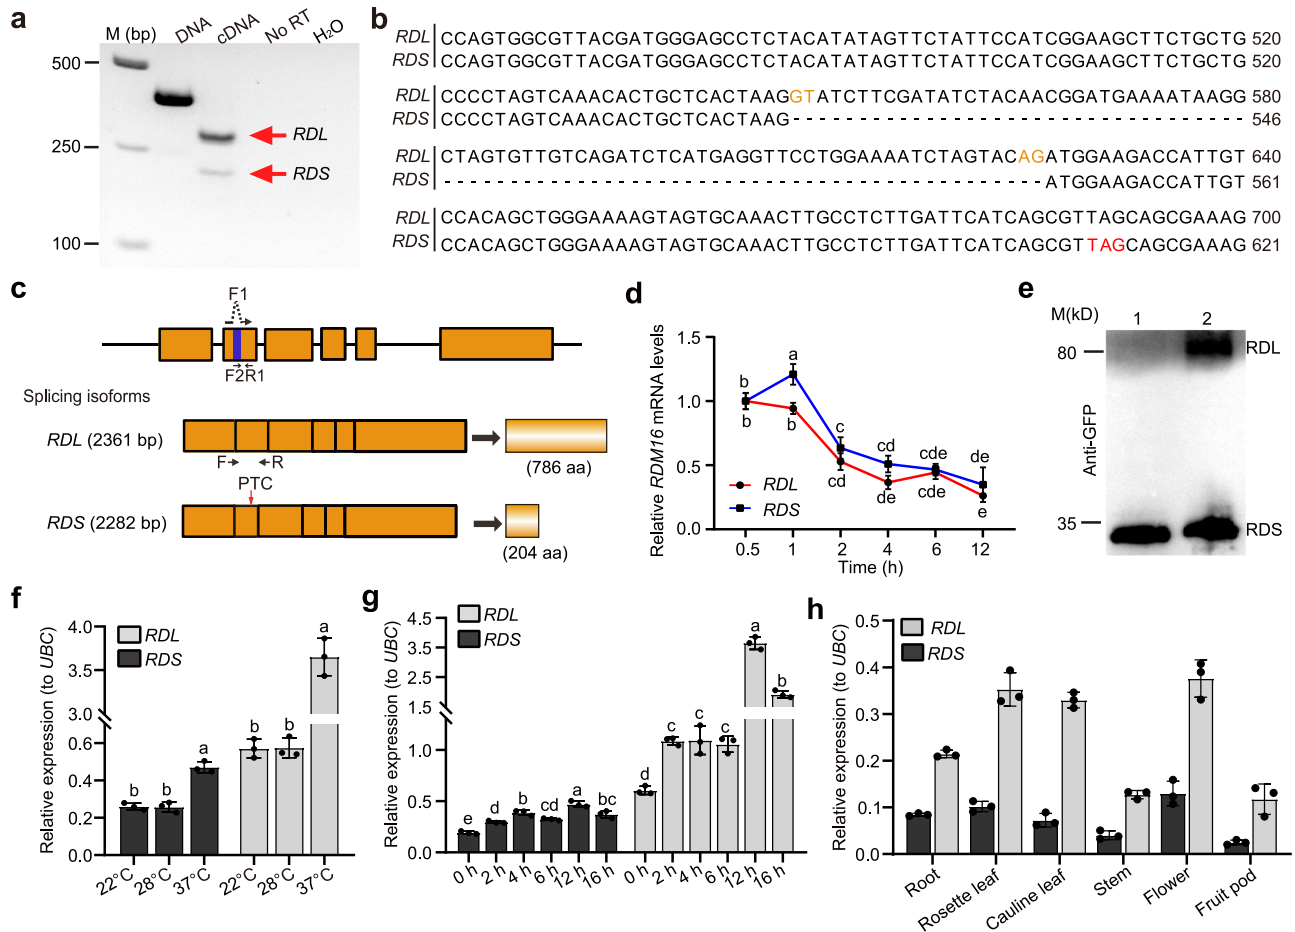 a
M (bp) DNA cDNA No RT H₂O
500
250
100
RDL
RDS
b
RDL CCAGTGGCGTTACGATGGGAGCCTCTACATATAGTTCTATTCCATCGGAAGCTTCTGCTG 520
RDS CCAGTGGCGTTACGATGGGAGCCTCTACATATAGTTCTATTCCATCGGAAGCTTCTGCTG 520
RDL CCCCTAGTCAAACACTGCTCACTAAGGTATCTTCGATATCTACAACGGATGAAAATAAGG 580
RDS CCCCTAGTCAAACACTGCTCACTAAG---------------------------------- 546
RDL CTAGTGTTGTCAGATCTCATGAGGTTCCTGGAAAATCTAGTACAGATGGAAGACCATTGT 640
RDS ---------------------------------------------ATGGAAGACCATTGT 561
RDL CCACAGCTGGGAAAAGTAGTGCAAACTTGCCTCTTGATTCATCAGCGTTAGCAGCGAAAG 700
RDS CCACAGCTGGGAAAAGTAGTGCAAACTTGCCTCTTGATTCATCAGCGTTAGCAGCGAAAG 621
c
F1
F2R1
Splicing isoforms
RDL (2361 bp)
(786 aa)
F R
PTC
RDS (2282 bp)
(204 aa)
d
Relative RDM16 mRNA levels
1.5
1.0
0.5
0.0
b a c cd cde de
b b cd de cde e
RDL
RDS
0.5 1 2 4 6 12
Time (h)
e
M(kD) 1 2
80
35
Anti-GFP
RDL
RDS
f
Relative expression (to UBC)
4.0
3.5
3.0
0.6
0.4
0.2
0.0
RDL
RDS
b b a b b a
22°C 28°C 37°C 22°C 28°C 37°C
g
Relative expression (to UBC)
4.5
3.5
2.5
1.5
1.0
0.5
0.0
RDL
RDS
e d b cd a bc d c c c a b
0 h 2 h 4 h 6 h 12 h 16 h 0 h 2 h 4 h 6 h 12 h 16 h
h
Relative expression (to UBC)
0.5
0.4
0.3
0.2
0.1
0.0
RDL
RDS
Root Rosette leaf Cauline leaf Stem Flower Fruit pod